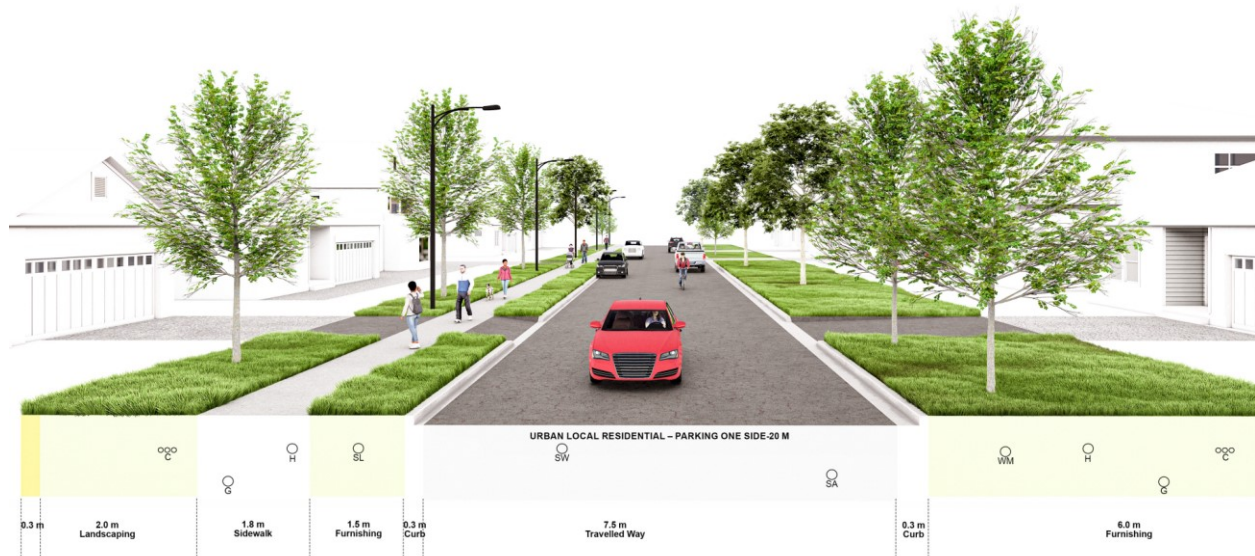 URBAN LOCAL RESIDENTIAL – PARKING ONE SIDE-20 M
C
H
SL
SW
WM
H
C
G
SA
G
0.3 m
2.0 m
Landscaping
1.8 m
Sidewalk
1.5 m
Furnishing
0.3 m
Curb
7.5 m
Travelled Way
0.3 m
Curb
6.0 m
Furnishing